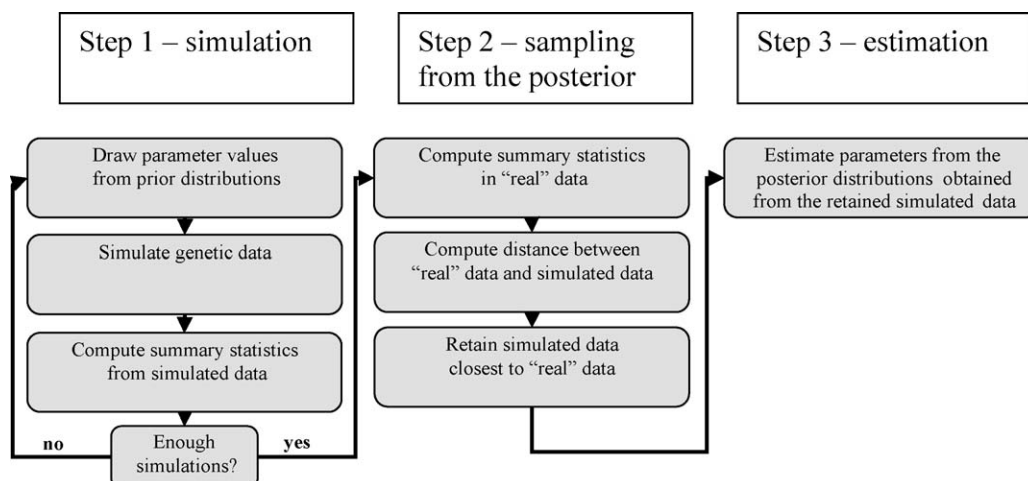 Step 1 – simulation
Step 2 – sampling
from the posterior
Step 3 – estimation
Draw parameter values
from prior distributions
Simulate genetic data
Compute summary statistics
from simulated data
Enough
simulations?
no
yes
Compute summary statistics
in “real” data
Compute distance between
“real” data and simulated data
Retain simulated data
closest to “real” data
Estimate parameters from the
posterior distributions obtained
from the retained simulated data